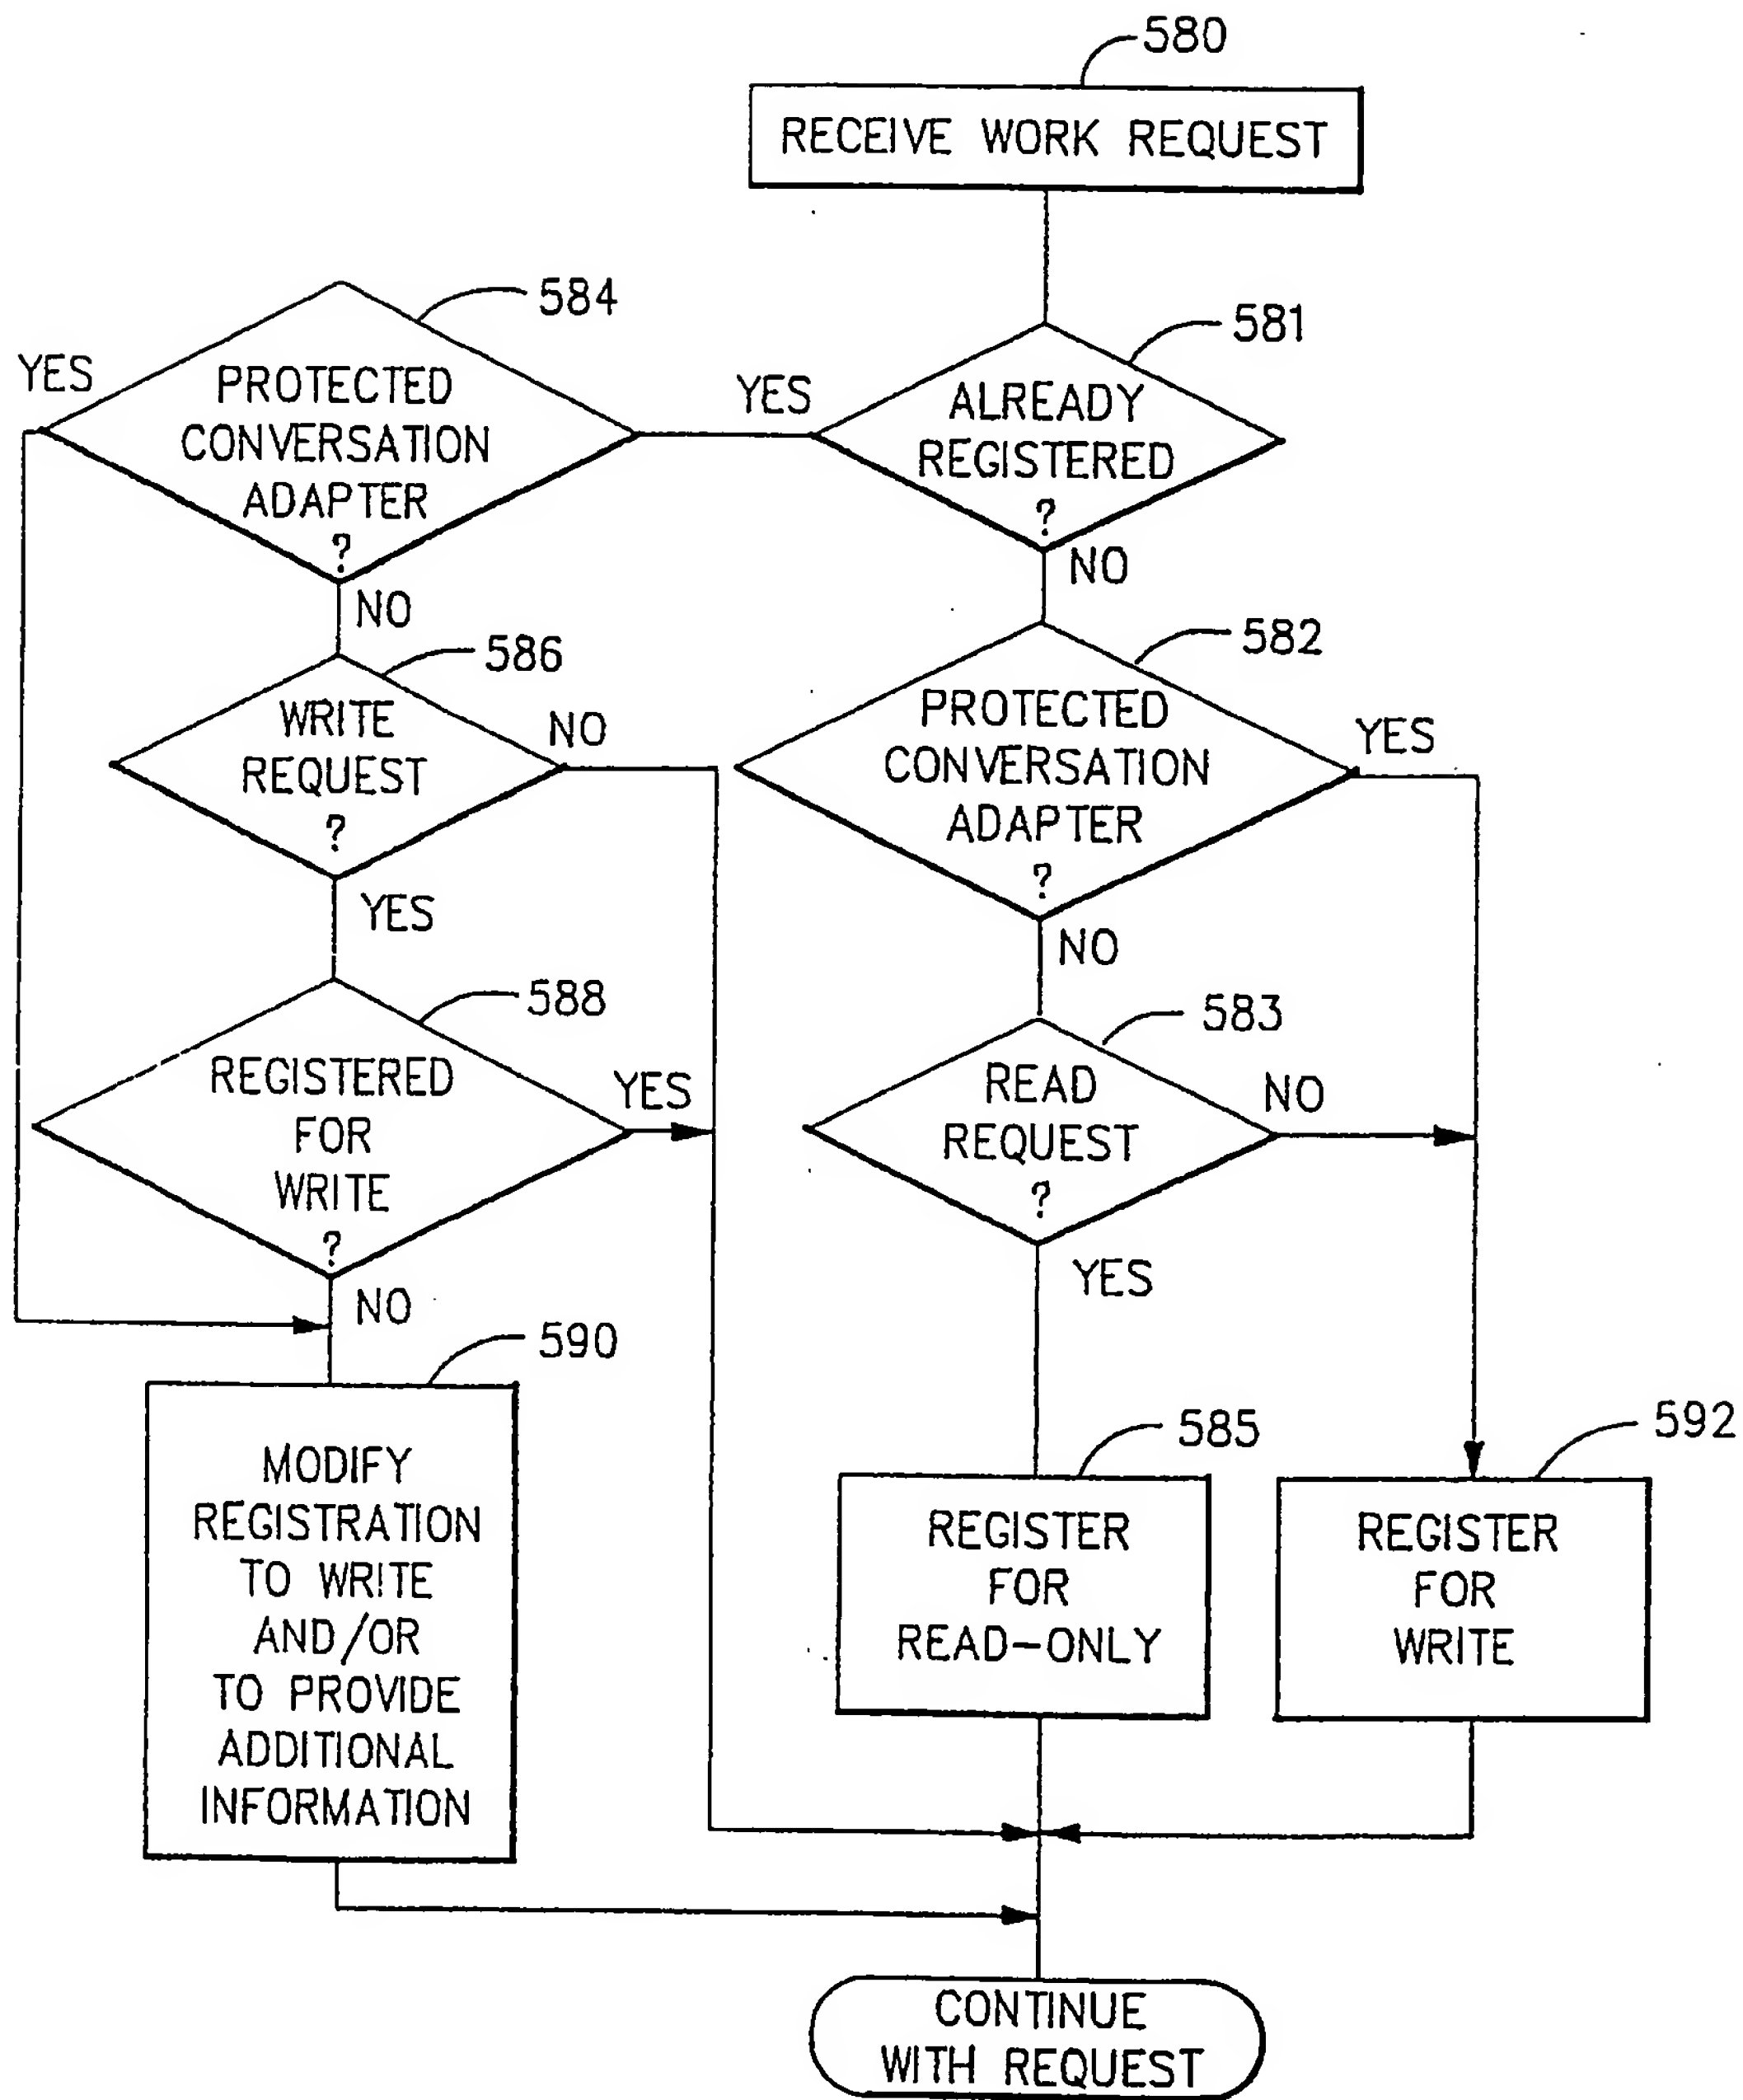 580
RECEIVE WORK REQUEST
584
581
YES
PROTECTED
CONVERSATION
ADAPTER
?
YES
ALREADY
REGISTERED
?
NO
NO
586
582
WRITE
REQUEST
?
NO
PROTECTED
CONVERSATION
ADAPTER
?
YES
YES
NO
588
583
REGISTERED
FOR
WRITE
?
YES
READ
REQUEST
?
NO
NO
YES
590
585
592
MODIFY
REGISTRATION
TO WRITE
AND/OR
TO PROVIDE
ADDITIONAL
INFORMATION
REGISTER
FOR
READ-ONLY
REGISTER
FOR
WRITE
CONTINUE
WITH REQUEST